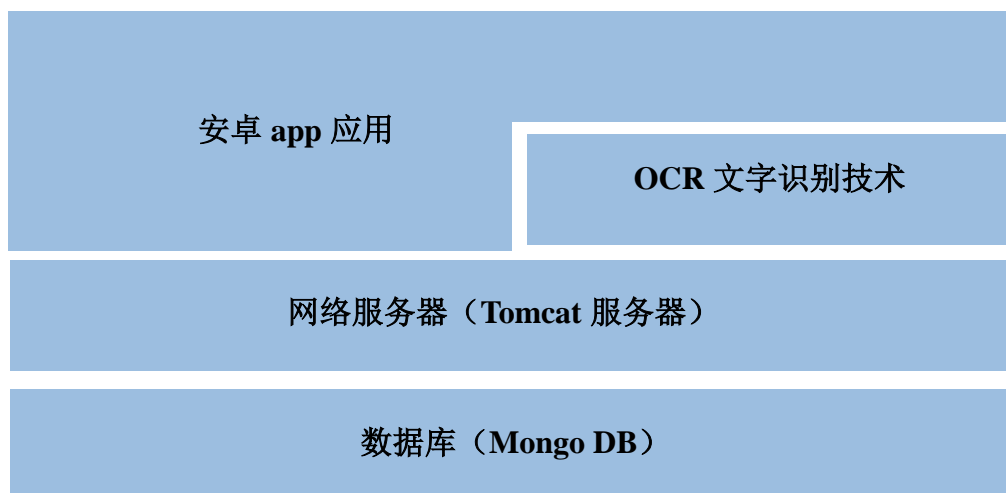 安卓 app 应用
OCR 文字识别技术
网络服务器（Tomcat 服务器）
数据库（Mongo DB）